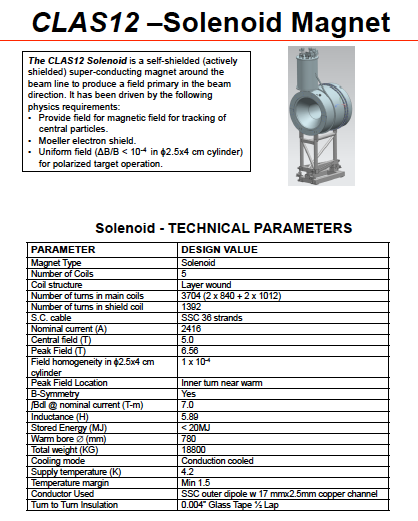 CLAS12 –Solenoid Magnet
The CLAS12 Solenoid is a self-shielded (actively
shielded) super-conducting magnet around the
beam line to produce a field primary in the beam
direction. It has been driven by the following
physics requirements:
• Provide field for magnetic field for tracking of
central particles.
• Moeller electron shield.
• Uniform field (ΔB/B < 10⁻⁴ in ϕ2.5x4 cm cylinder)
for polarized target operation.
Solenoid - TECHNICAL PARAMETERS
PARAMETER DESIGN VALUE
Magnet Type Solenoid
Number of Coils 5
Coil structure Layer wound
Number of turns in main coils 3704 (2 x 840 + 2 x 1012)
Number of turns in shield coil 1392
S.C. cable SSC 36 strands
Nominal current (A) 2416
Central field (T) 5.0
Peak Field (T) 6.56
Field homogeneity in ϕ2.5x4 cm 1 x 10⁻⁴
cylinder
Peak Field Location Inner turn near warm
B-Symmetry Yes
∫Bdl @ nominal current (T-m) 7.0
Inductance (H) 5.89
Stored Energy (MJ) < 20MJ
Warm bore ∅ (mm) 780
Total weight (KG) 18800
Cooling mode Conduction cooled
Supply temperature (K) 4.2
Temperature margin Min 1.5
Conductor Used SSC outer dipole w 17 mmx2.5mm copper channel
Turn to Turn Insulation 0.004" Glass Tape ½ Lap